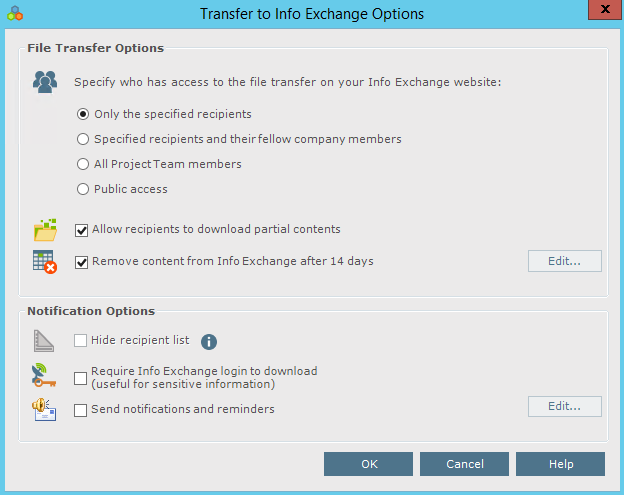 Transfer to Info Exchange Options
x
File Transfer Options
Specify who has access to the file transfer on your Info Exchange website:
Only the specified recipients
Specified recipients and their fellow company members
All Project Team members
Public access
Allow recipients to download partial contents
Remove content from Info Exchange after 14 days
Edit...
Notification Options
Hide recipient list
i
Require Info Exchange login to download
(useful for sensitive information)
Send notifications and reminders
Edit...
OK
Cancel
Help